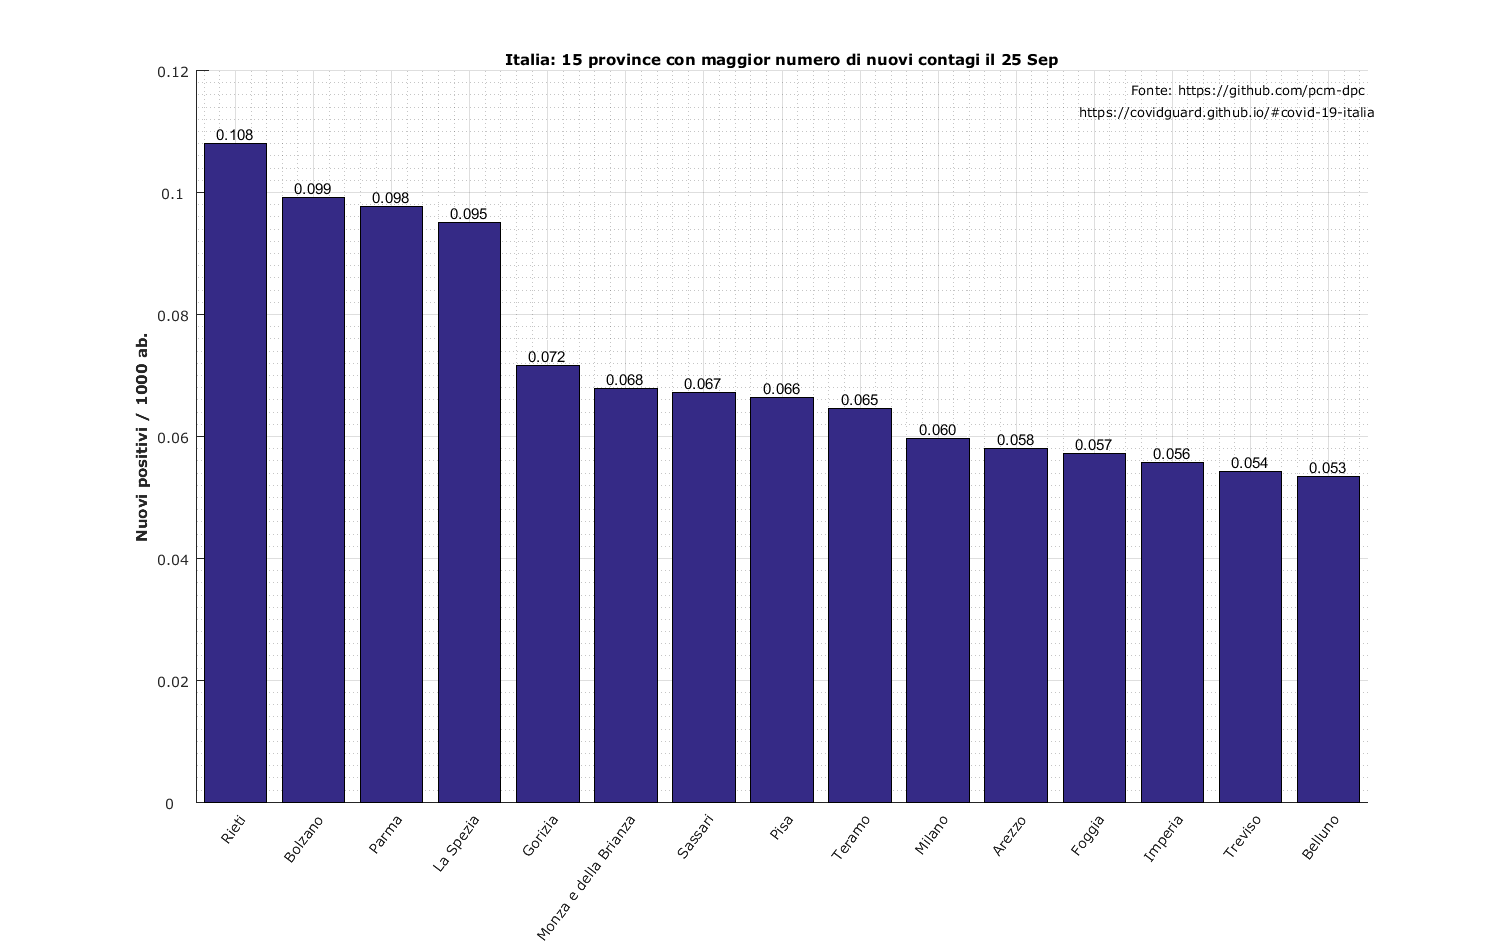 Italia: 15 province con maggior numero di nuovi contagi il 25 Sep
Fonte: https://github.com/pcm-dpc
https://covidguard.github.io/#covid-19-italia
Nuovi positivi / 1000 ab.
0.12
0.1
0.08
0.06
0.04
0.02
0
0.108
0.099
0.098
0.095
0.072
0.068
0.067
0.066
0.065
0.060
0.058
0.057
0.056
0.054
0.053
Rieti
Bolzano
Parma
La Spezia
Gorizia
Monza e della Brianza
Sassari
Pisa
Teramo
Milano
Arezzo
Foggia
Imperia
Treviso
Belluno